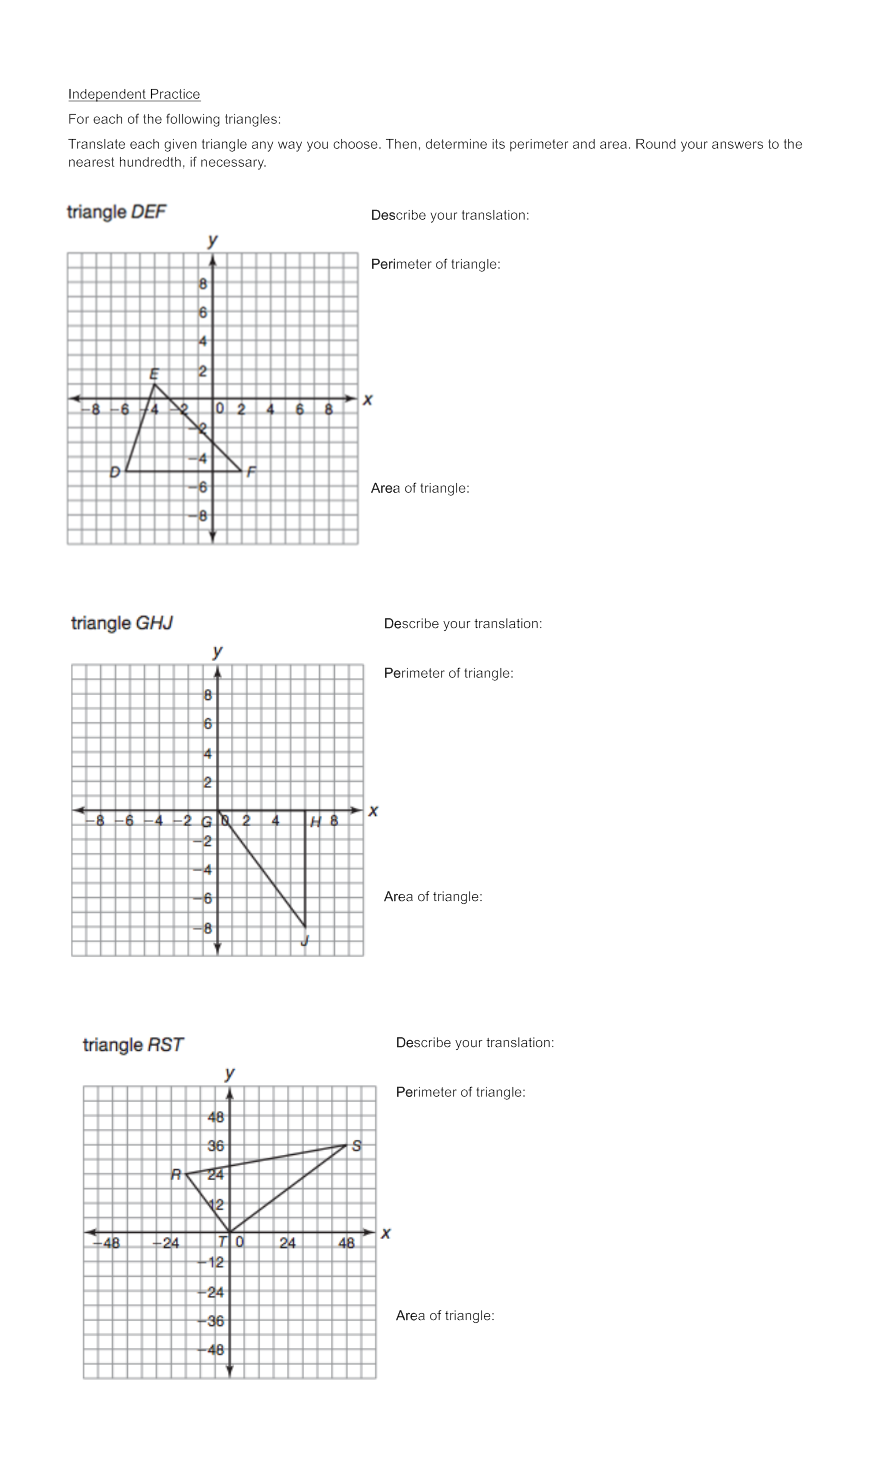 Independent Practice
For each of the following triangles:
Translate each given triangle any way you choose. Then, determine its perimeter and area. Round your answers to the
nearest hundredth, if necessary.
triangle DEF
Describe your translation:
y
Perimeter of triangle:
8
6
4
E 2
x
−8 −6 −4 −2 0 2 4 6 8
−2
−4
D F
−6
Area of triangle:
−8
triangle GHJ
Describe your translation:
y
Perimeter of triangle:
8
6
4
2
x
−8 −6 −4 −2 G 0 2 4 H 8
−2
−4
−6
Area of triangle:
−8
J
triangle RST
Describe your translation:
y
Perimeter of triangle:
48
36 S
R 24
12
x
−48 −24 T 0 24 48
−12
−24
Area of triangle:
−36
−48